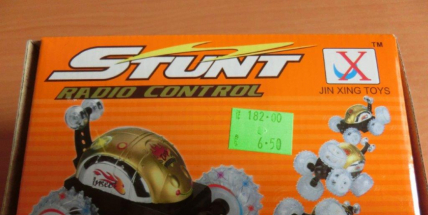 STUNT
RADIO CONTROL
X
TM
JIN XING TOYS
182.00
6.50